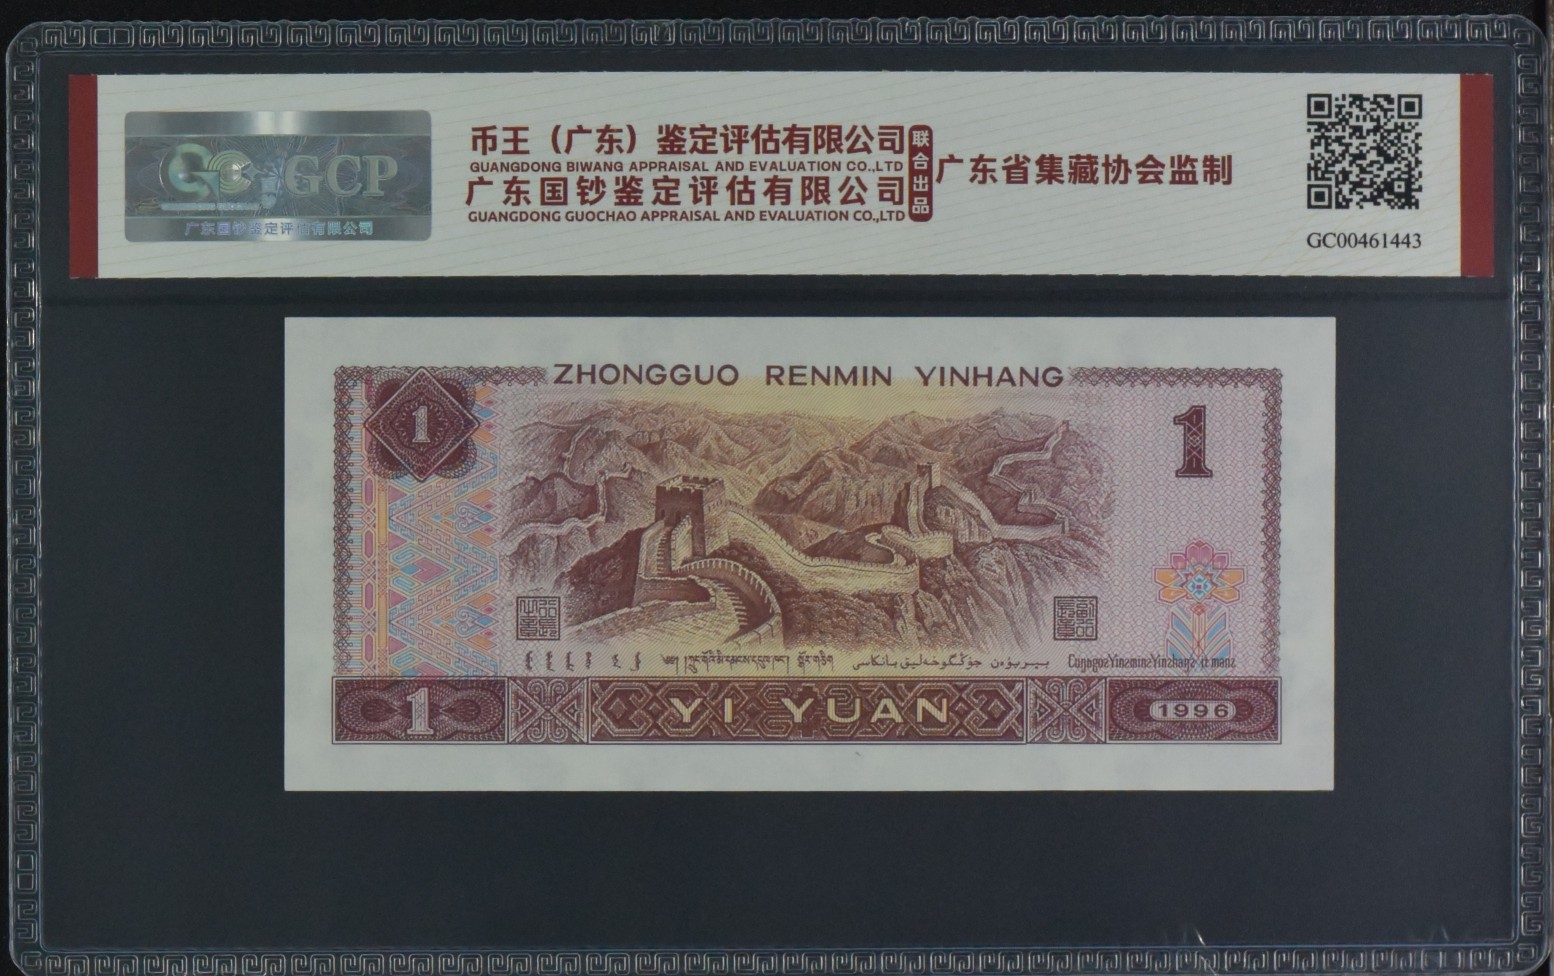 GCP
广东国钞鉴定评估有限公司
币王（广东）鉴定评估有限公司
GUANGDONG BIWANG APPRAISAL AND EVALUATION CO.,LTD
广东国钞鉴定评估有限公司
GUANGDONG GUOCHAO APPRAISAL AND EVALUATION CO.,LTD
联合出品
广东省集藏协会监制
GC00461443
ZHONGGUO RENMIN YINHANG
1
1
1
YI YUAN
1996